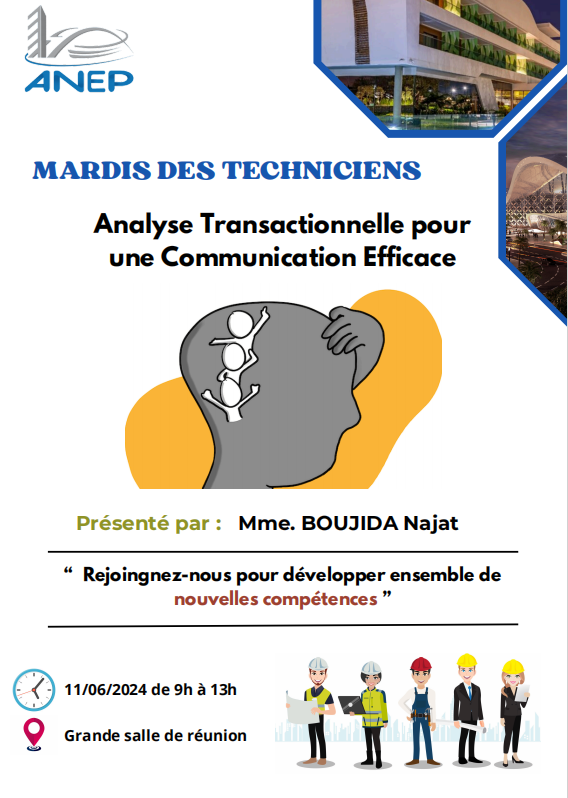 ANEP
MARDIS DES TECHNICIENS
Analyse Transactionnelle pour
une Communication Efficace
Présenté par : Mme. BOUJIDA Najat
“ Rejoingnez-nous pour développer ensemble de
nouvelles compétences ”
11/06/2024 de 9h à 13h
Grande salle de réunion